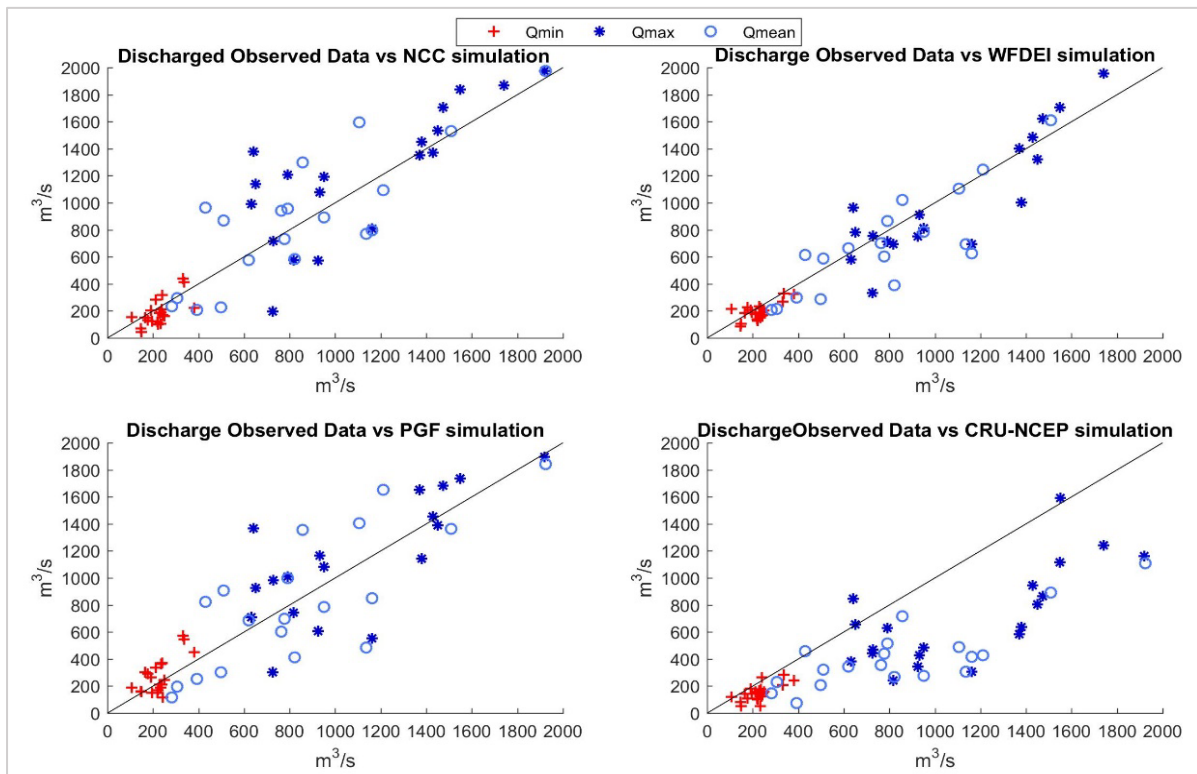 Qmin Qmax Qmean
Discharged Observed Data vs NCC simulation
2000
1800
1600
1400
1200
1000
800
600
400
200
0
m³/s
0 200 400 600 800 1000 1200 1400 1600 1800 2000
m³/s
Discharge Observed Data vs WFDEI simulation
2000
1800
1600
1400
1200
1000
800
600
400
200
0
m³/s
0 200 400 600 800 1000 1200 1400 1600 1800 2000
m³/s
Discharge Observed Data vs PGF simulation
2000
1800
1600
1400
1200
1000
800
600
400
200
0
m³/s
0 200 400 600 800 1000 1200 1400 1600 1800 2000
m³/s
DischargeObserved Data vs CRU-NCEP simulation
2000
1800
1600
1400
1200
1000
800
600
400
200
0
m³/s
0 200 400 600 800 1000 1200 1400 1600 1800 2000
m³/s